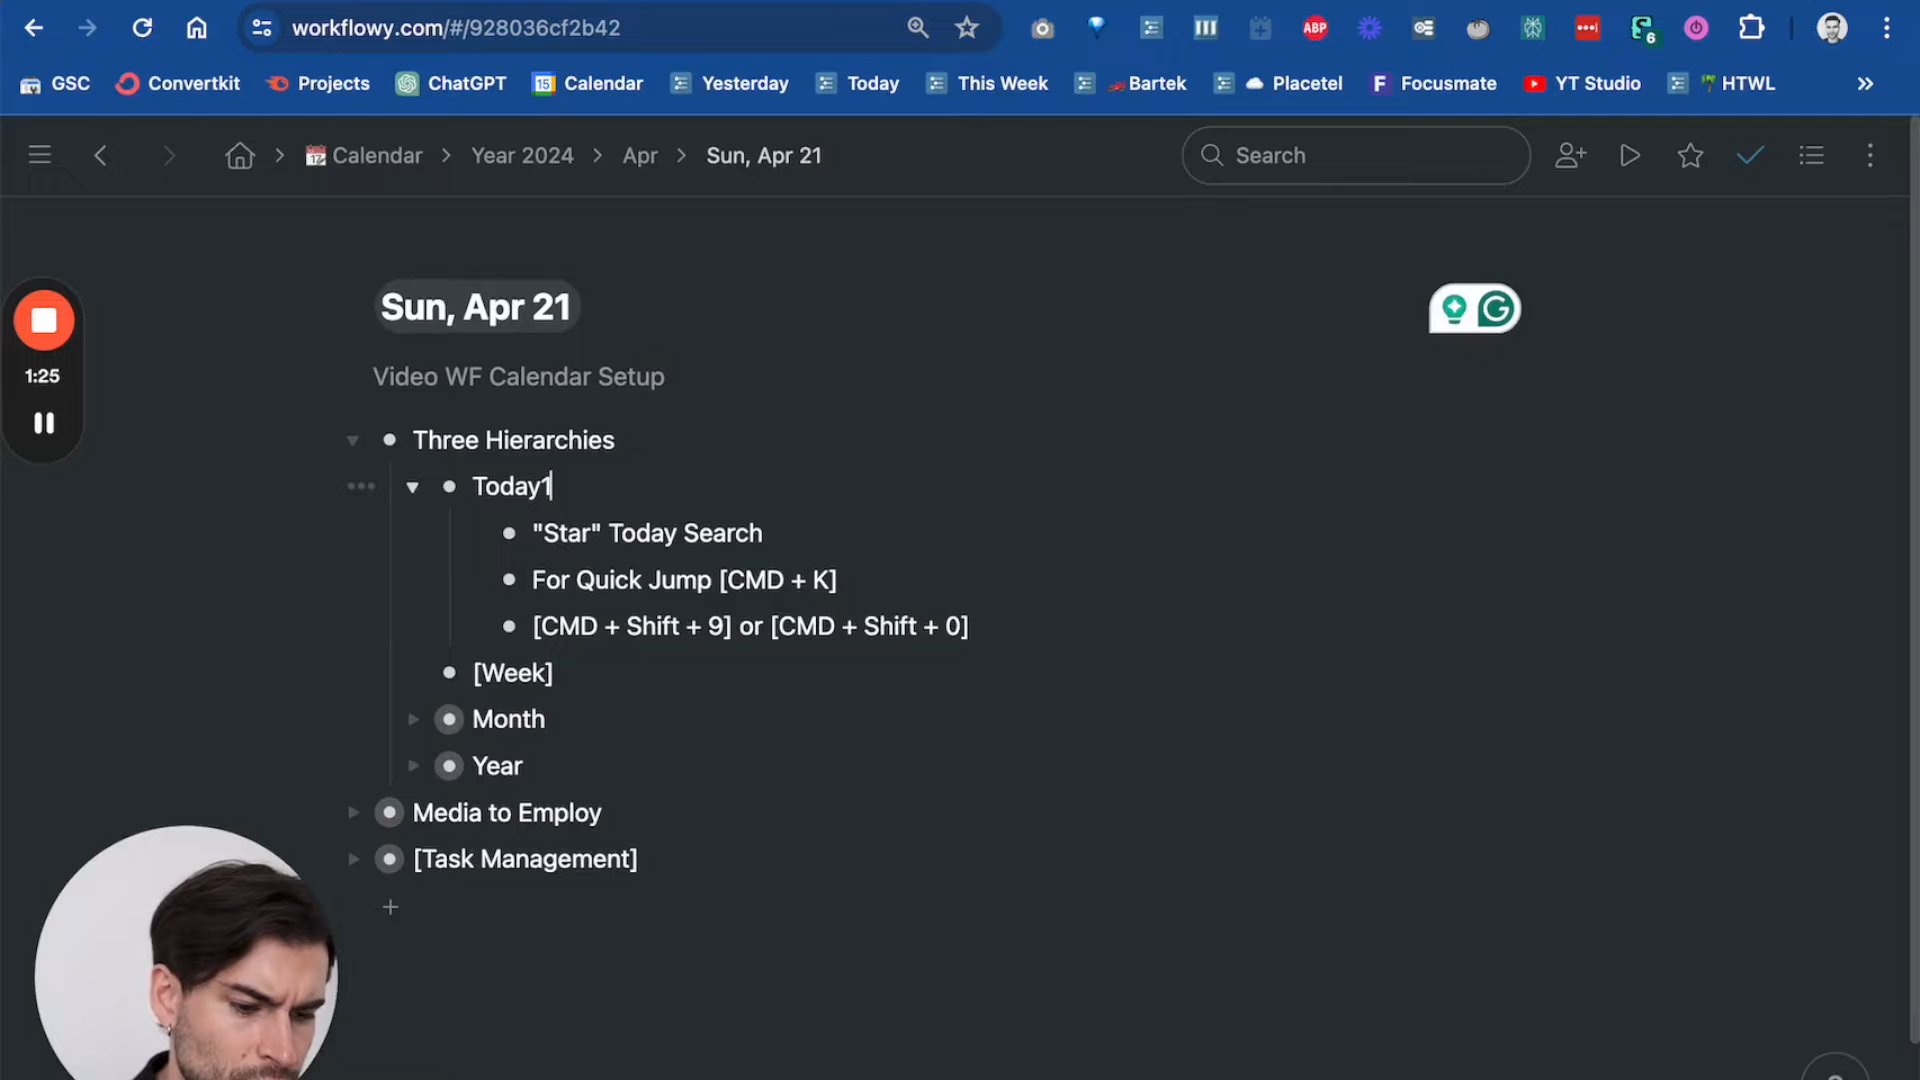 workflowy.com/#/928036cf2b42
ABP
6
GSC Convertkit Projects ChatGPT 15 Calendar Yesterday Today This Week Bartek Placetel F Focusmate YT Studio HTWL »
Calendar > Year 2024 > Apr > Sun, Apr 21
Search
Sun, Apr 21
G
1:25
Video WF Calendar Setup
Three Hierarchies
Today1
"Star" Today Search
For Quick Jump [CMD + K]
[CMD + Shift + 9] or [CMD + Shift + 0]
[Week]
Month
Year
Media to Employ
[Task Management]
+